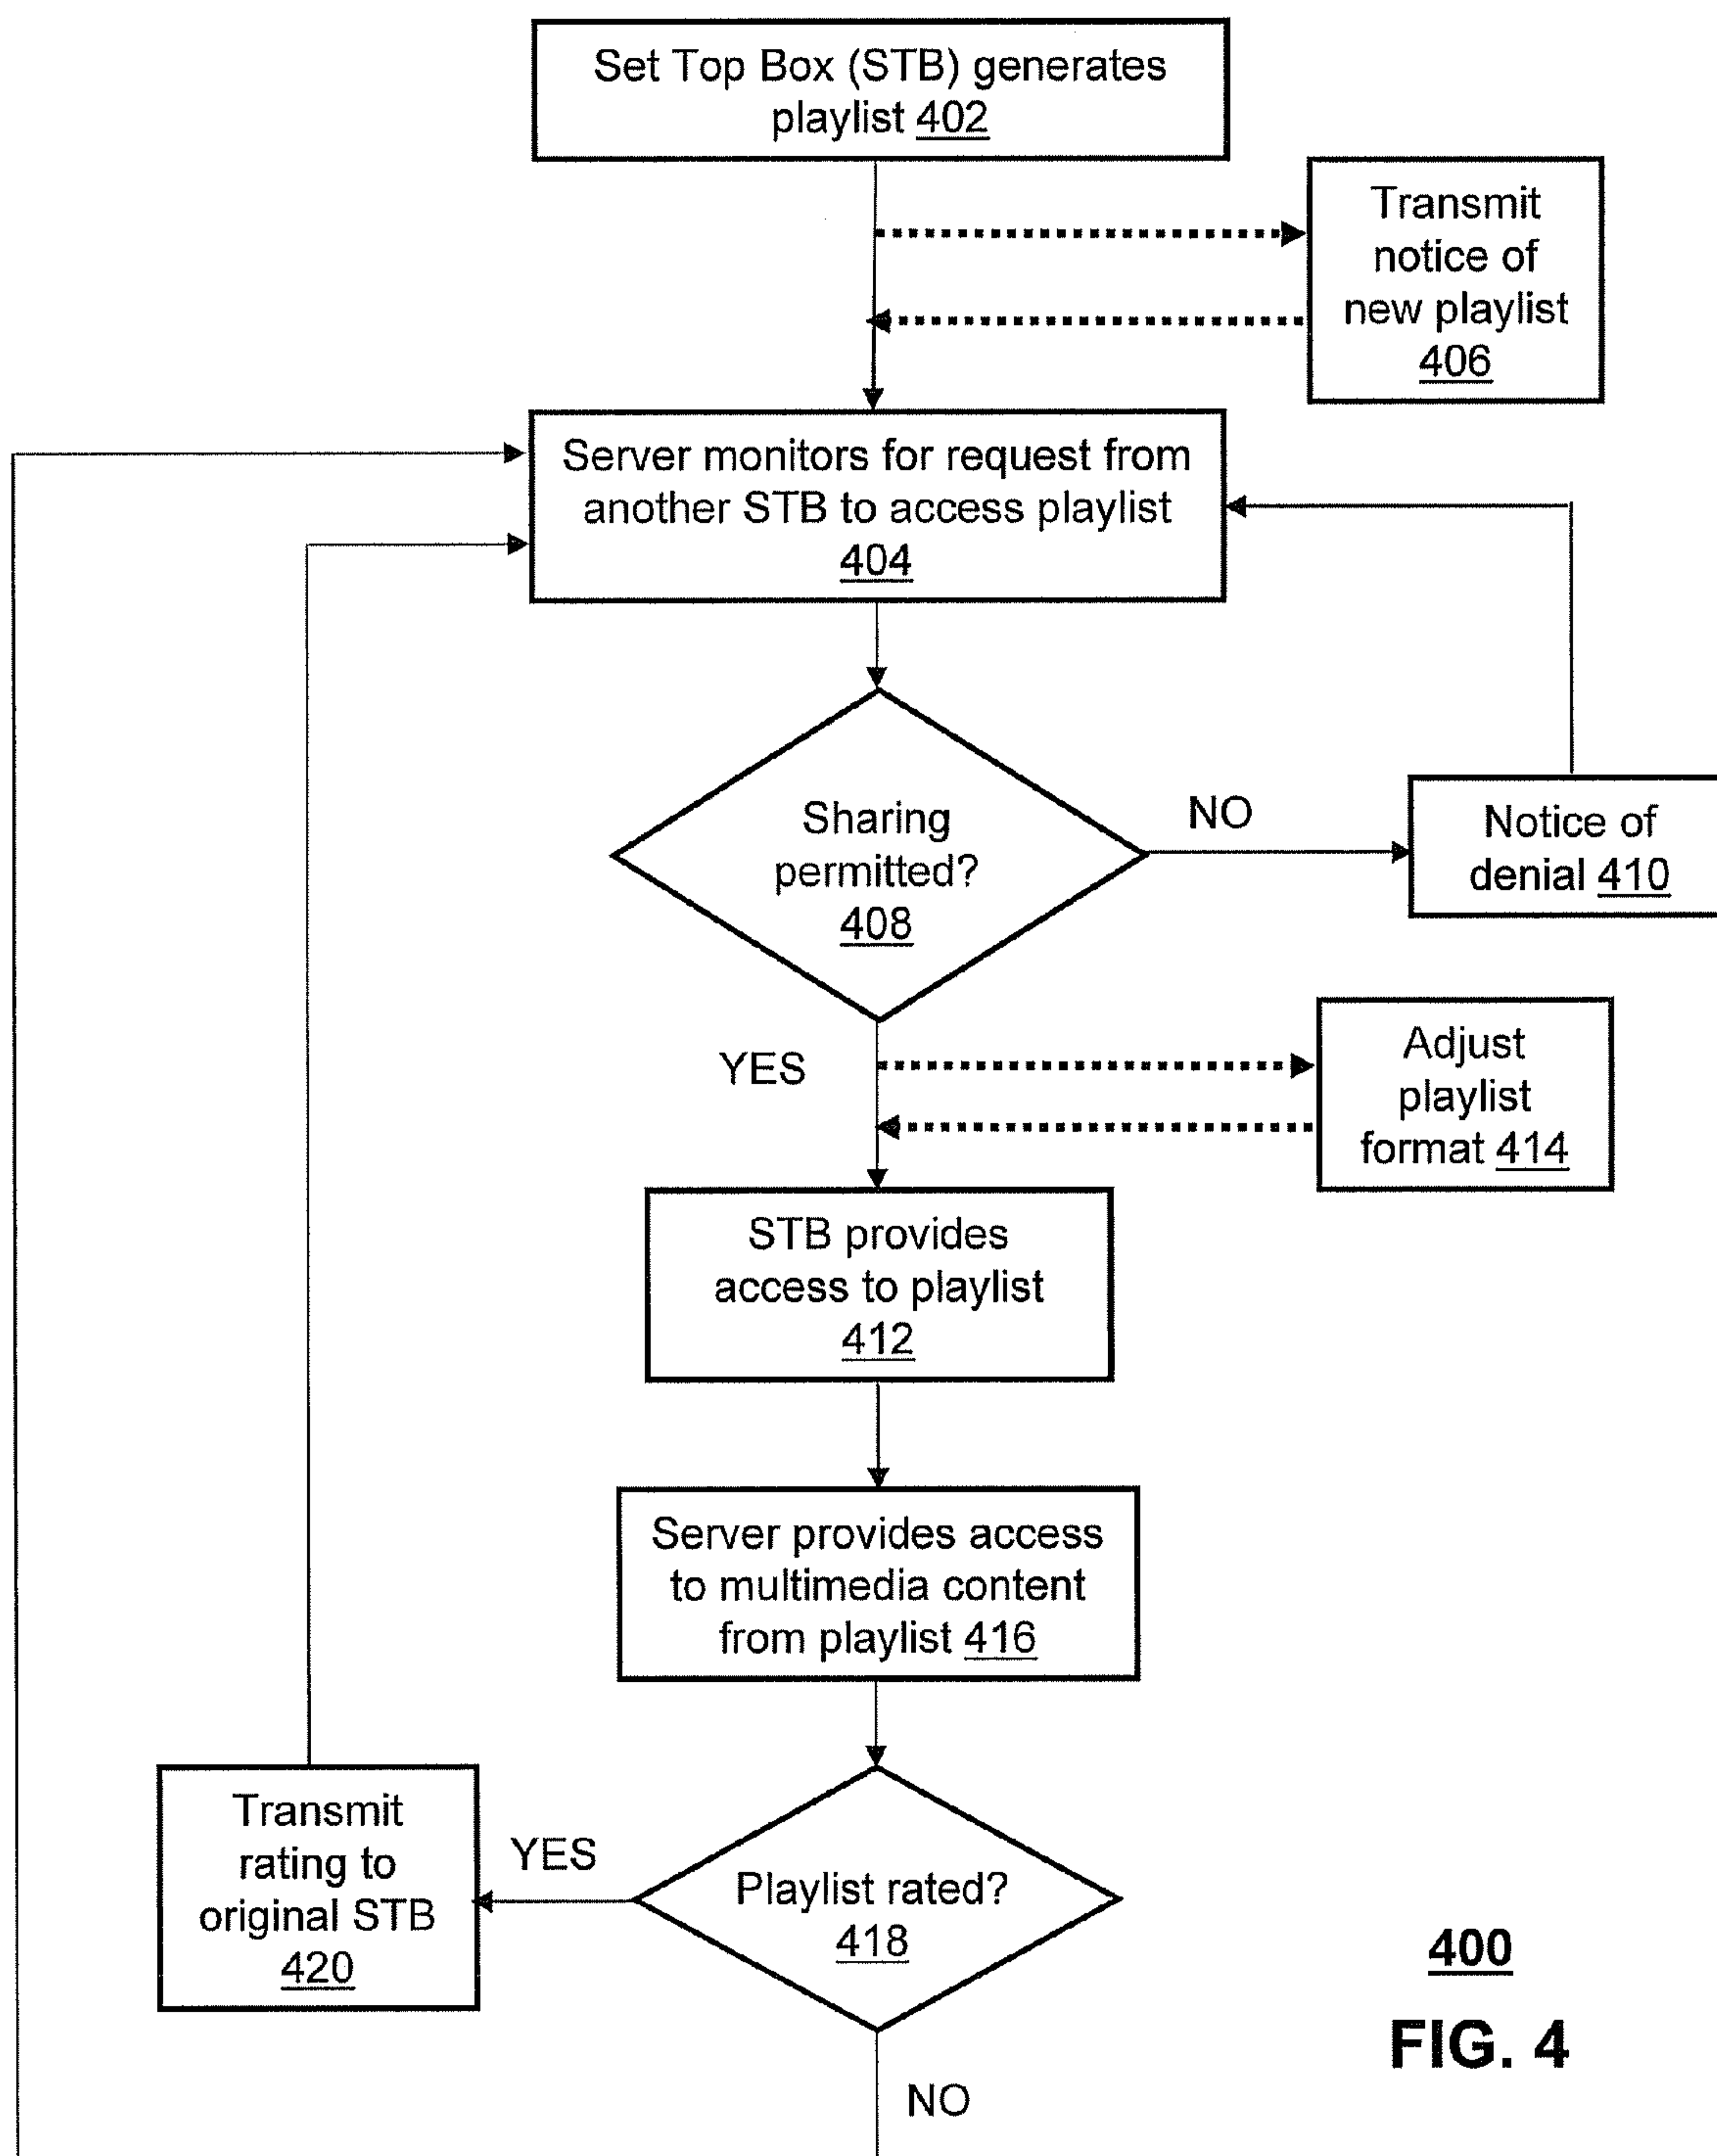 Set Top Box (STB) generates
playlist 402
Transmit
notice of
new playlist
406
Server monitors for request from
another STB to access playlist
404
Sharing
permitted?
408
NO
Notice of
denial 410
YES
Adjust
playlist
format 414
STB provides
access to playlist
412
Server provides access
to multimedia content
from playlist 416
Transmit
rating to
original STB
420
YES
Playlist rated?
418
NO
400
FIG. 4